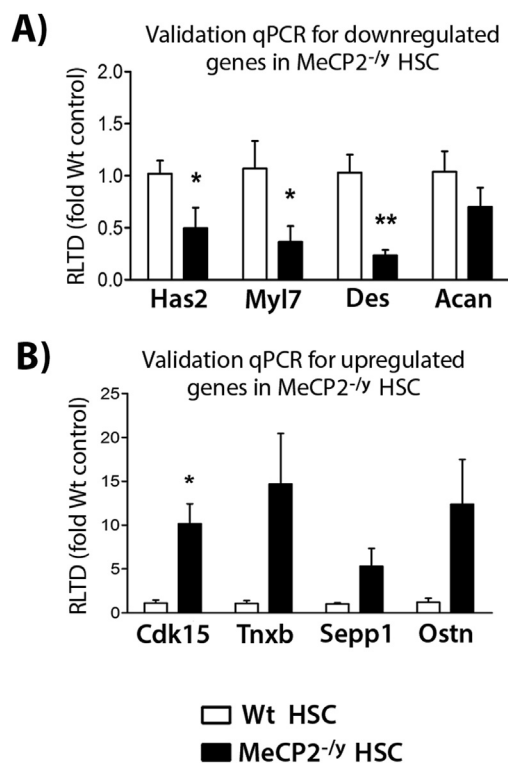 A)
Validation qPCR for downregulated
genes in MeCP2-/y HSC
RLTD (fold Wt control)
2.0
1.5
1.0
0.5
0.0
*
*
**
Has2 Myl7 Des Acan
B)
Validation qPCR for upregulated
genes in MeCP2-/y HSC
RLTD (fold Wt control)
25
20
15
10
5
0
*
Cdk15 Tnxb Sepp1 Ostn
Wt HSC
MeCP2-/y HSC